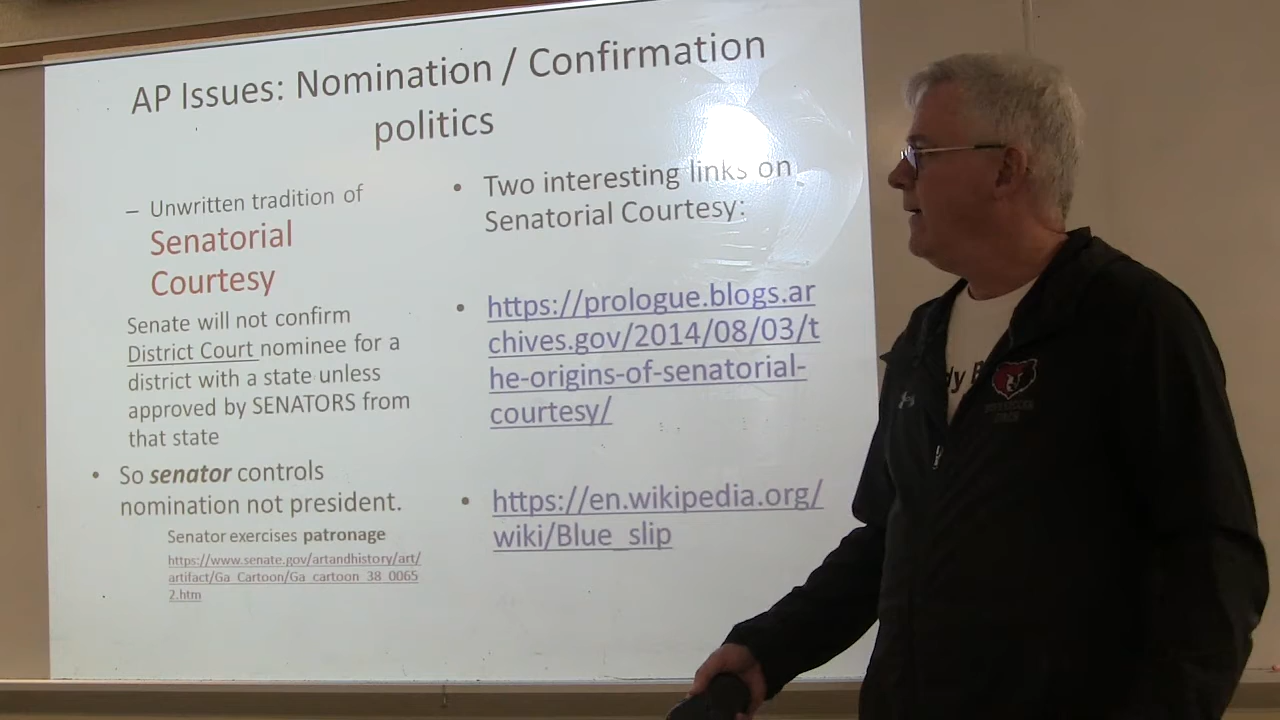 AP Issues: Nomination / Confirmation
politics
– Unwritten tradition of
Senatorial
Courtesy
Senate will not confirm
District Court nominee for a
district with a state unless
approved by SENATORS from
that state
• So senator controls
nomination not president.
Senator exercises patronage
https://www.senate.gov/artandhistory/art/
artifact/Ga_Cartoon/Ga_cartoon_38_0065
2.htm
• Two interesting links on
Senatorial Courtesy:
• https://prologue.blogs.ar
chives.gov/2014/08/03/t
he-origins-of-senatorial-
courtesy/
• https://en.wikipedia.org/
wiki/Blue_slip